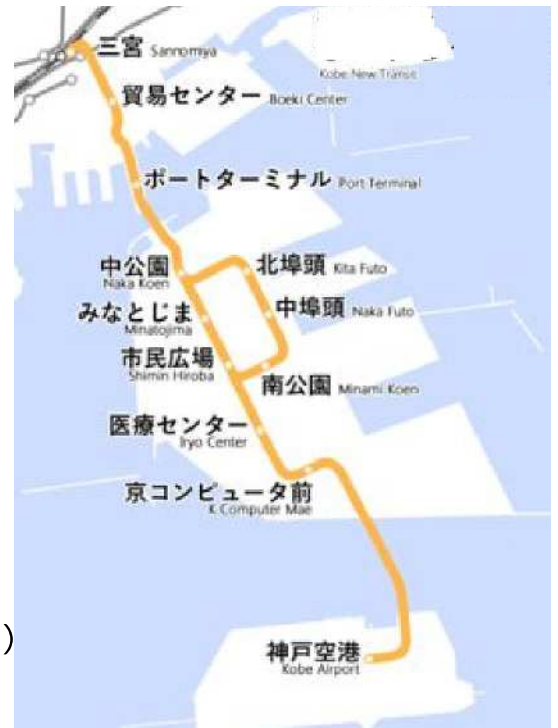 三宮 Sannomiya
Kobe New Transit
貿易センター Boeki Center
ポートターミナル Port Terminal
中公園
Naka Koen
北埠頭 Kita Futo
みなとじま
Minatojima
中埠頭 Naka Futo
市民広場
Shimin Hiroba
南公園 Minami Koen
医療センター
Iryo Center
京コンピュータ前
K Computer Mae
)
神戸空港
Kobe Airport